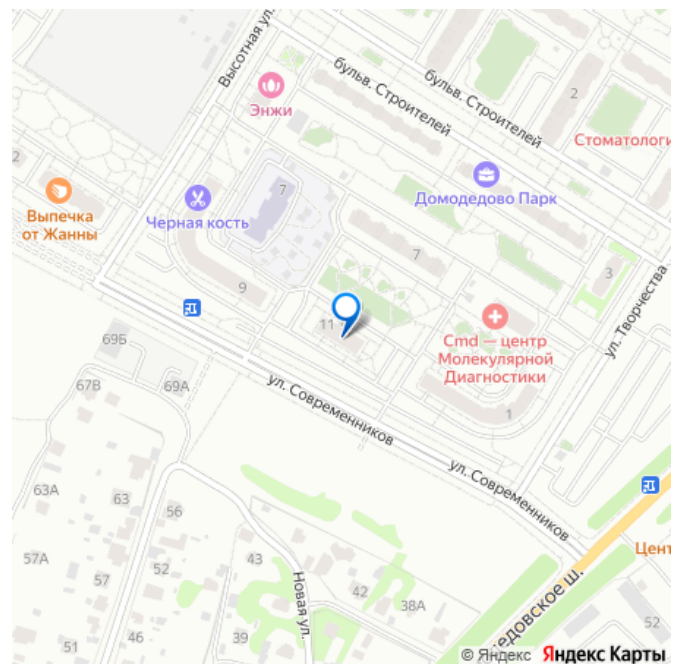 Высотная ул.
бульв. Строителей
бульв. Строителей
2
Энжи
Стоматологи
2
7
Домодедово Парк
Выпечка
от Жанны
Черная кость
7
3
9
ул. Творчества
11
Cmd — центр
Молекулярной
Диагностики
69Б
67В
69А
ул. Современников
1
ул. Современников
63А
63
56
Цент
57А
57
52
43
42
Новая ул.
38А
едовское ш.
52
51
46
39
© Яндекс Яндекс Карты